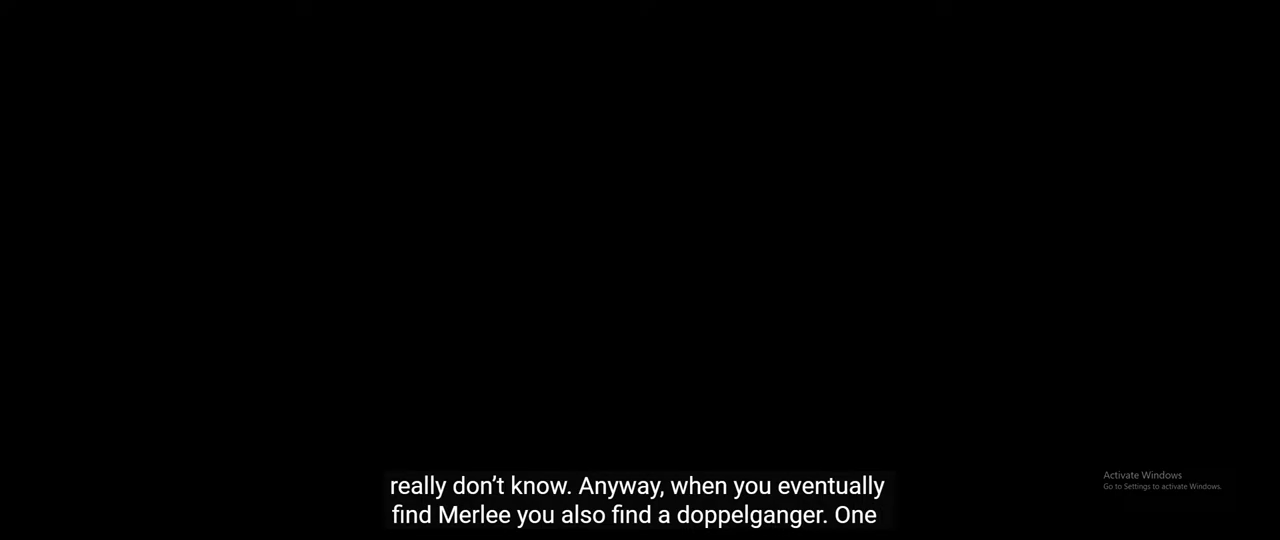 Activate Windows
Go to Settings to activate Windows.
really don’t know. Anyway, when you eventually
find Merlee you also find a doppelganger. One